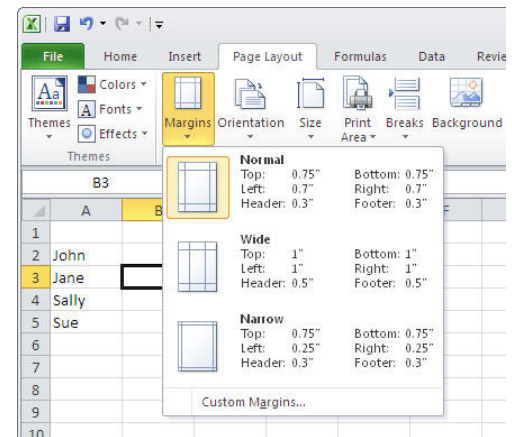 File Home Insert Page Layout Formulas Data
Themes Colors Fonts Effects Margins Orientation Size Print Area Breaks Background
Themes
B3
A B F
1
Normal
Top: 0.75" Bottom: 0.75"
Left: 0.7" Right: 0.7"
Header: 0.3" Footer: 0.3"
Wide
Top: 1" Bottom: 1"
Left: 1" Right: 1"
Header: 0.5" Footer: 0.5"
Narrow
Top: 0.75" Bottom: 0.75"
Left: 0.25" Right: 0.25"
Header: 0.3" Footer: 0.3"
Custom Margins...
2 John
3 Jane
4 Sally
5 Sue
6
7
8
9
10